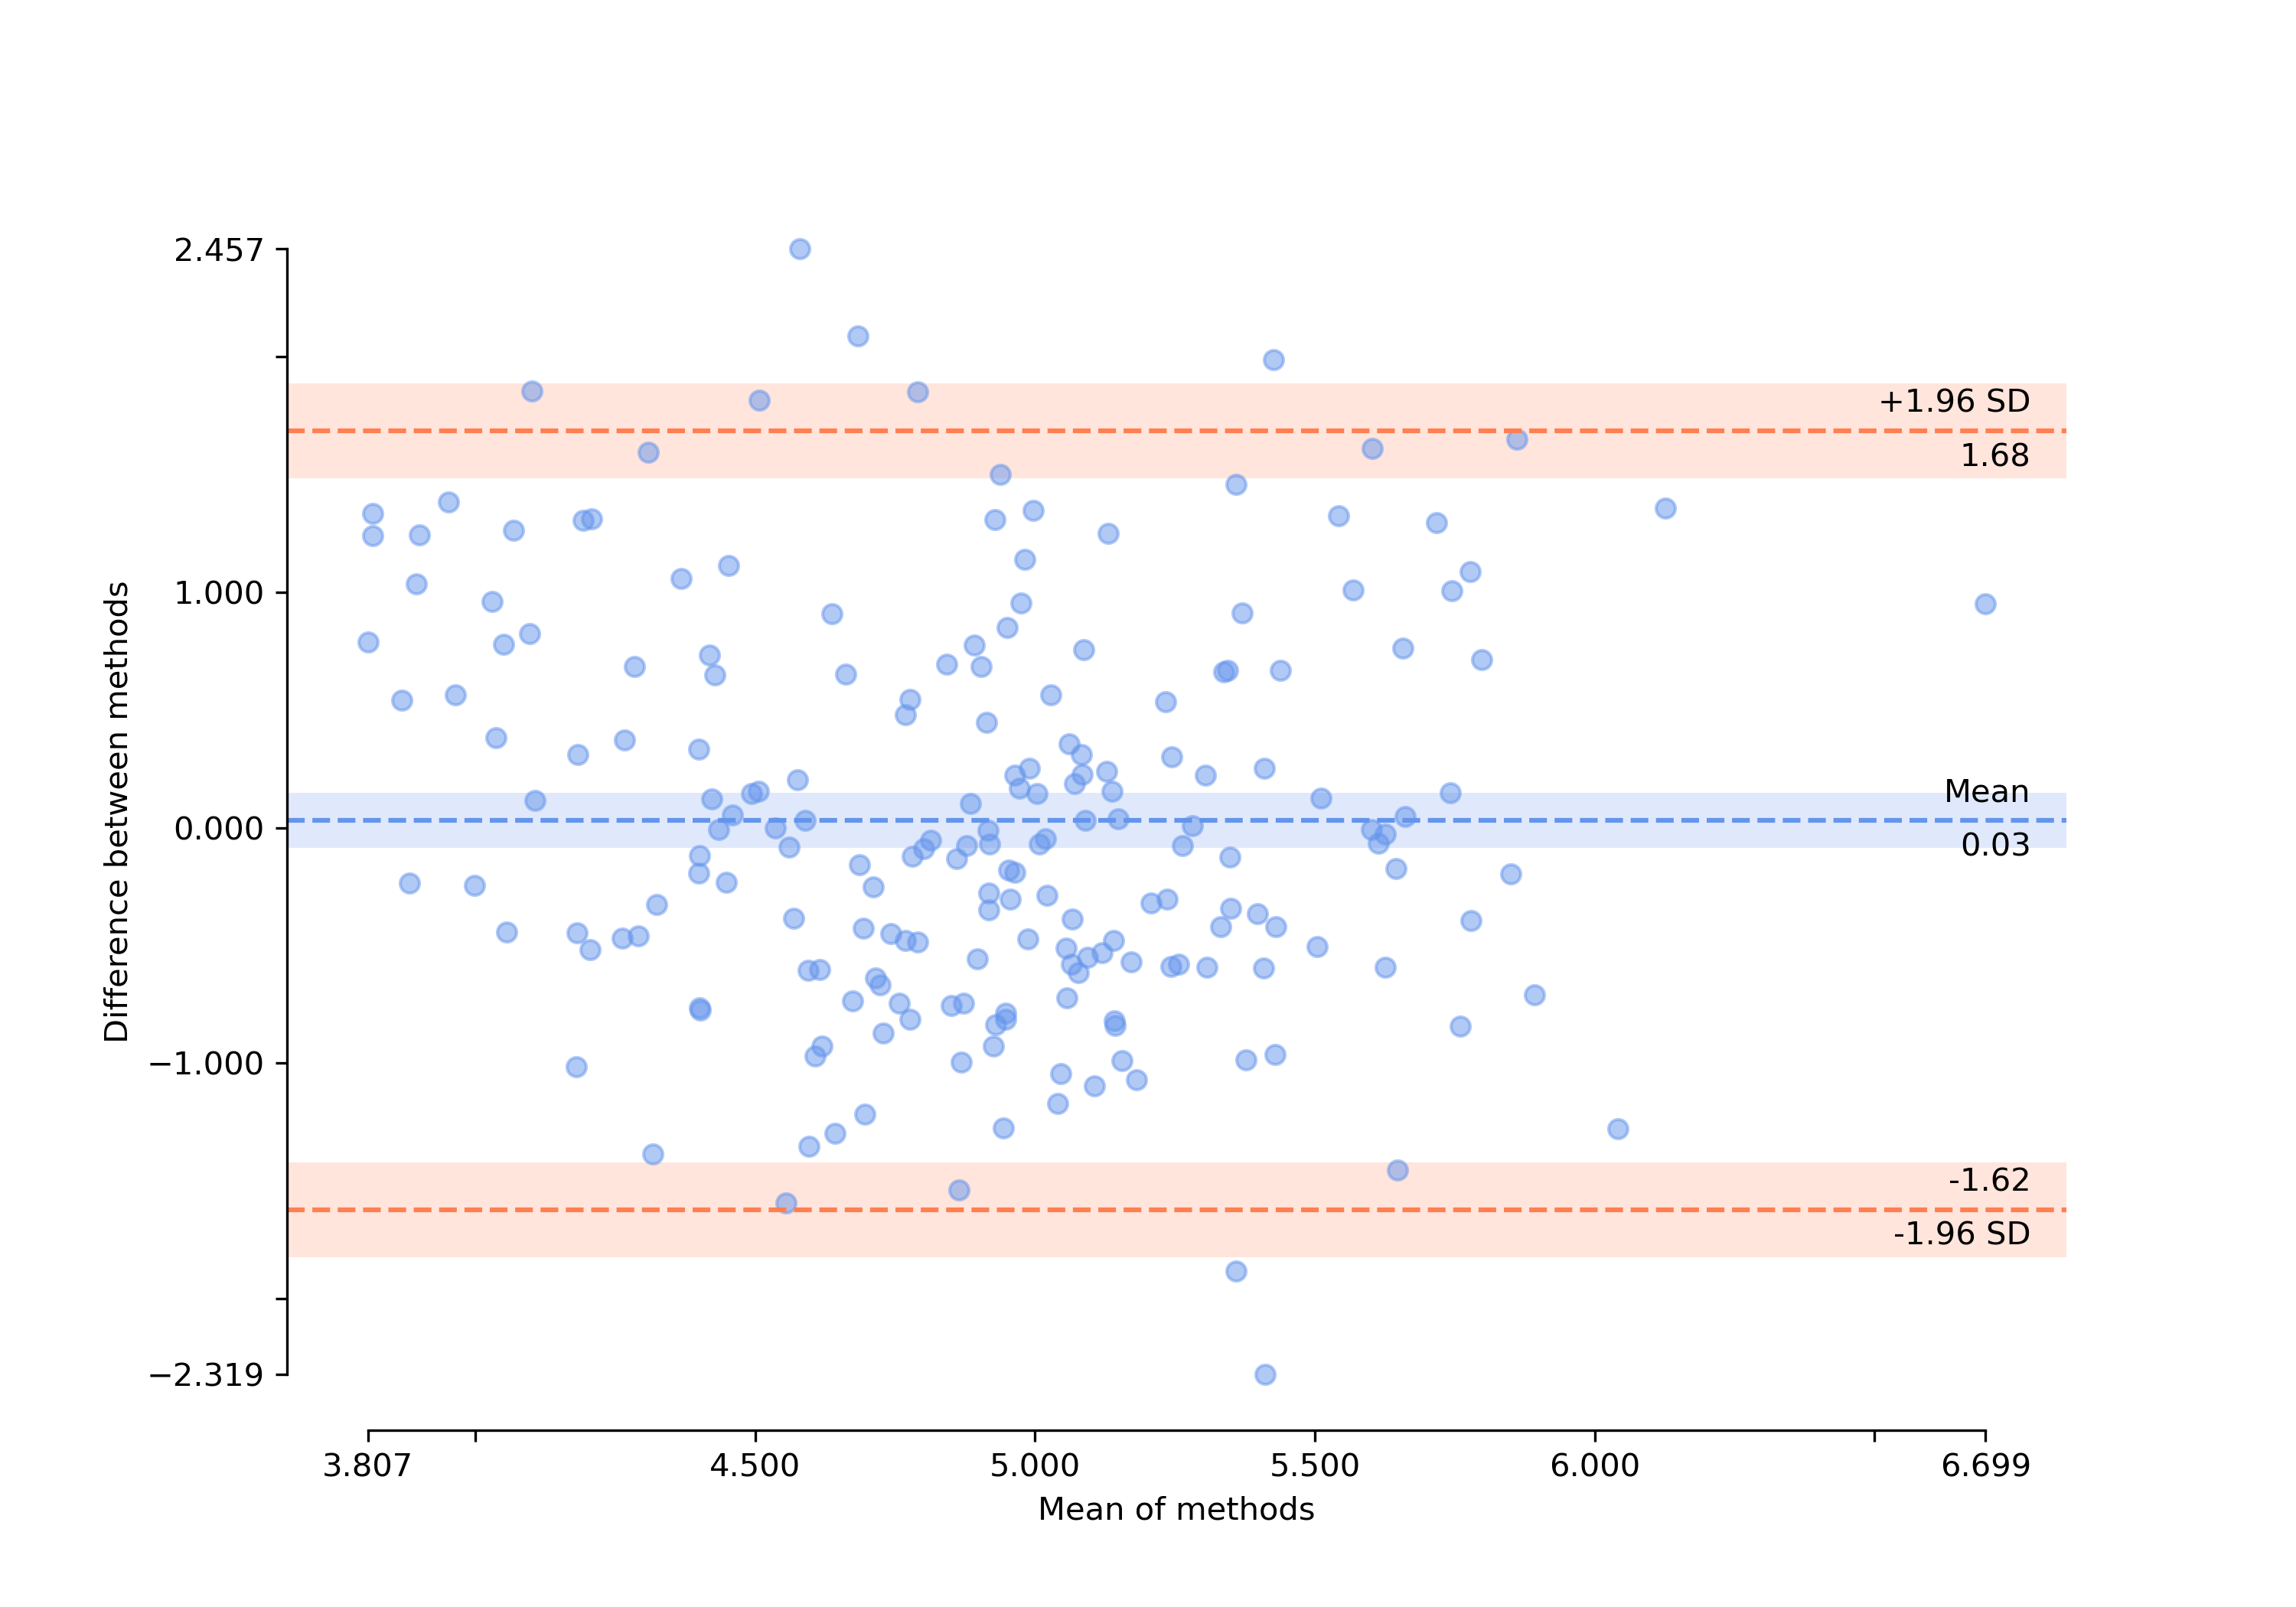 2.457
+1.96 SD
1.68
1.000
Difference between methods
Mean
0.000
0.03
−1.000
-1.62
-1.96 SD
−2.319
3.807 4.500 5.000 5.500 6.000 6.699
Mean of methods